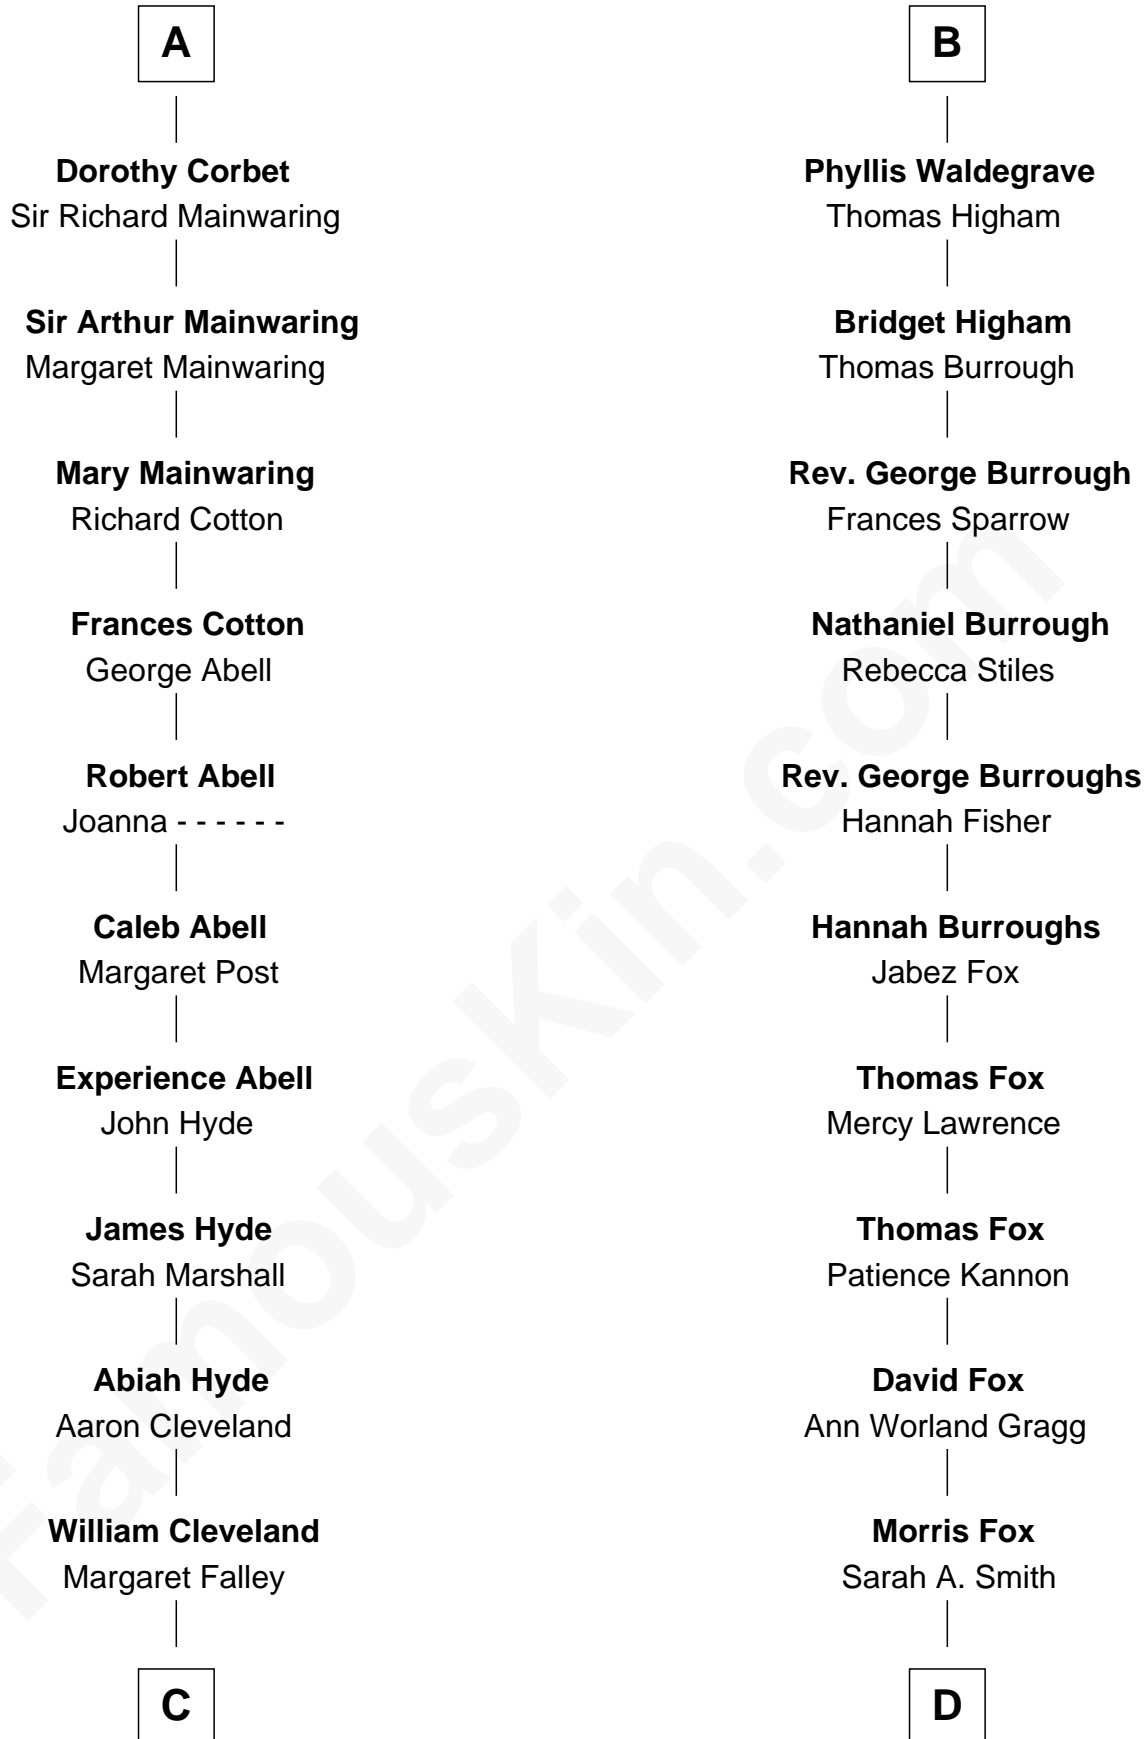 A
Dorothy Corbet
Sir Richard Mainwaring
Sir Arthur Mainwaring
Margaret Mainwaring
Mary Mainwaring
Richard Cotton
Frances Cotton
George Abell
Robert Abell
Joanna - - - - - -
Caleb Abell
Margaret Post
Experience Abell
John Hyde
James Hyde
Sarah Marshall
Abiah Hyde
Aaron Cleveland
William Cleveland
Margaret Falley
C
B
Phyllis Waldegrave
Thomas Higham
Bridget Higham
Thomas Burrough
Rev. George Burrough
Frances Sparrow
Nathaniel Burrough
Rebecca Stiles
Rev. George Burroughs
Hannah Fisher
Hannah Burroughs
Jabez Fox
Thomas Fox
Mercy Lawrence
Thomas Fox
Patience Kannon
David Fox
Ann Worland Gragg
Morris Fox
Sarah A. Smith
D
FamousKin.com